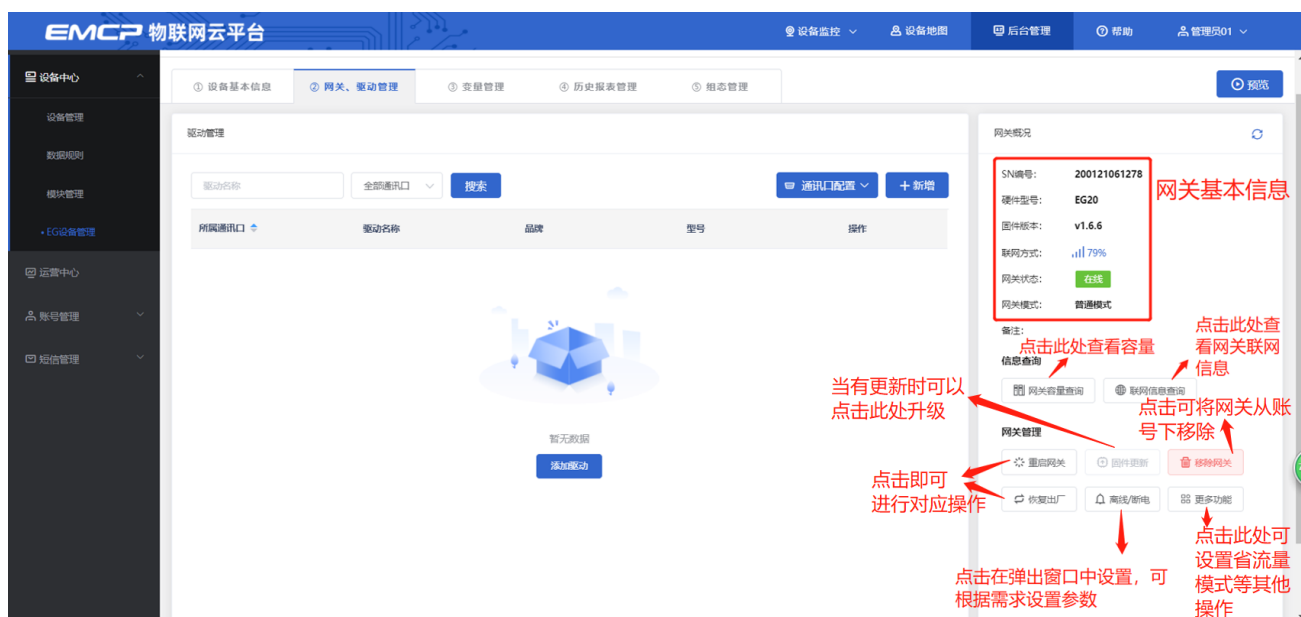 EMCP 物联网云平台
设备监控
设备地图
后台管理
帮助
管理员01
设备中心
设备管理
数据规则
模块管理
EG设备管理
运营中心
账号管理
短信管理
① 设备基本信息
② 网关、驱动管理
③ 变量管理
④ 历史报表管理
⑤ 组态管理
预览
驱动管理
驱动名称
全部通讯口
搜索
通讯口配置
+ 新增
所属通讯口
驱动名称
品牌
型号
操作
暂无数据
添加驱动
网关概况
SN编号: 200121061278
硬件型号: EG20
固件版本: v1.6.6
联网方式: 79%
网关状态: 在线
网关模式: 普通模式
网关基本信息
备注:
点击此处查看容量
点击此处查
看网关联网
信息
信息查询
网关容量查询
联网信息查询
当有更新时可以
点击此处升级
点击可将网关从账
号下移除
网关管理
重启网关
固件更新
移除网关
点击即可
进行对应操作
恢复出厂
离线/断电
更多功能
点击在弹出窗口中设置，可
根据需求设置参数
点击此处可
设置省流量
模式等其他
操作